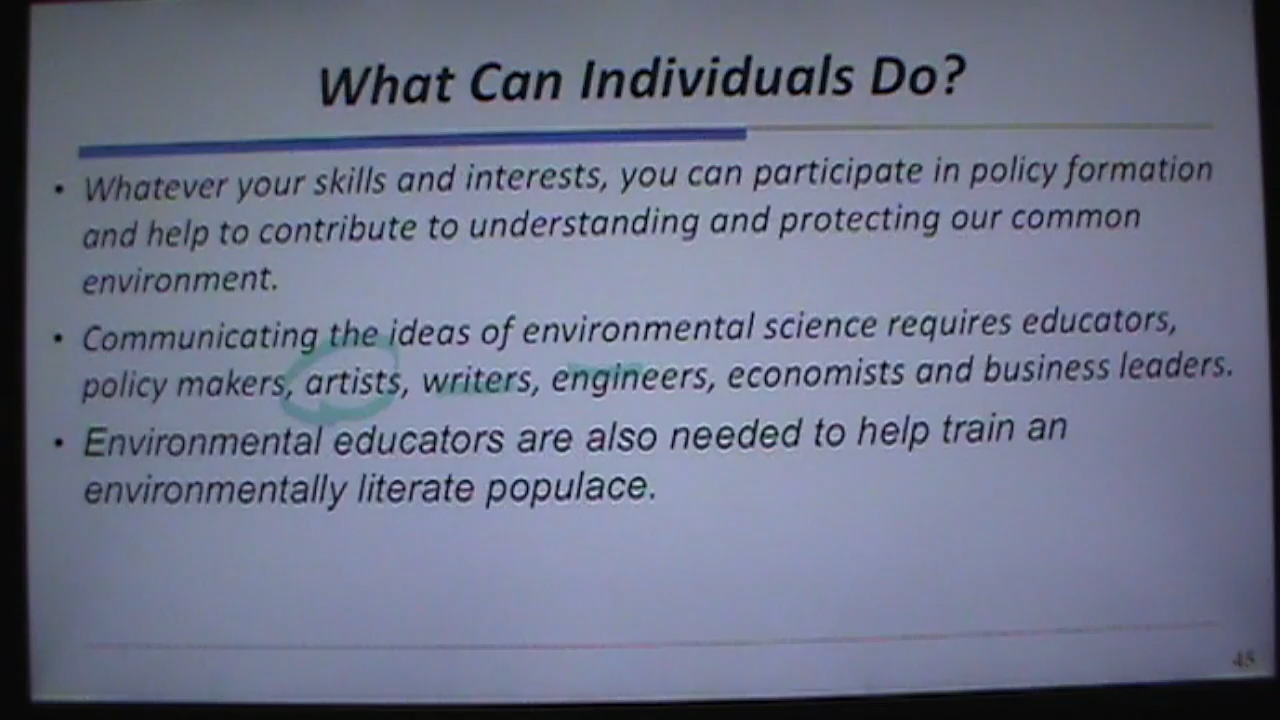 What Can Individuals Do?
• Whatever your skills and interests, you can participate in policy formation
and help to contribute to understanding and protecting our common
environment.
• Communicating the ideas of environmental science requires educators,
policy makers, artists, writers, engineers, economists and business leaders.
• Environmental educators are also needed to help train an
environmentally literate populace.